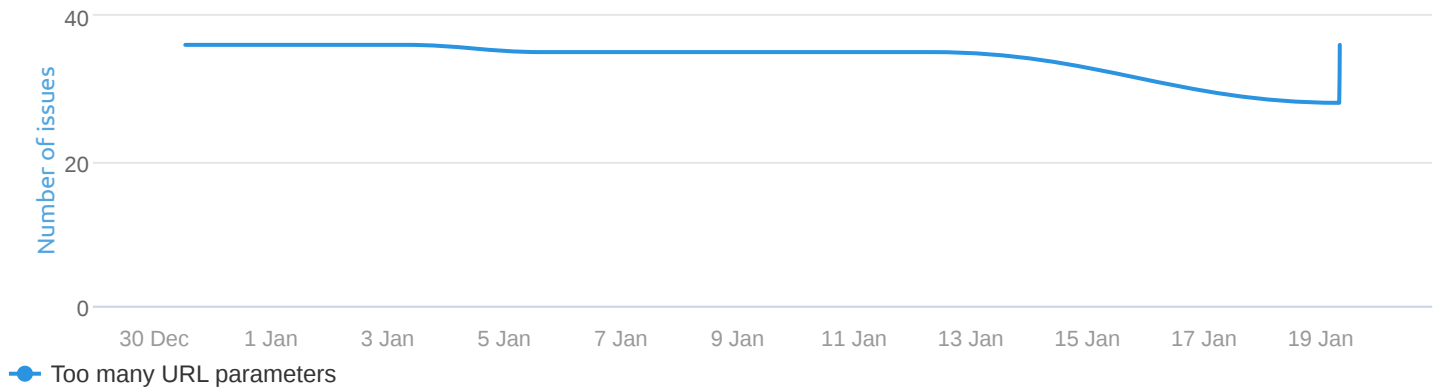 40
20
0
Number of issues
30 Dec 1 Jan 3 Jan 5 Jan 7 Jan 9 Jan 11 Jan 13 Jan 15 Jan 17 Jan 19 Jan
Too many URL parameters